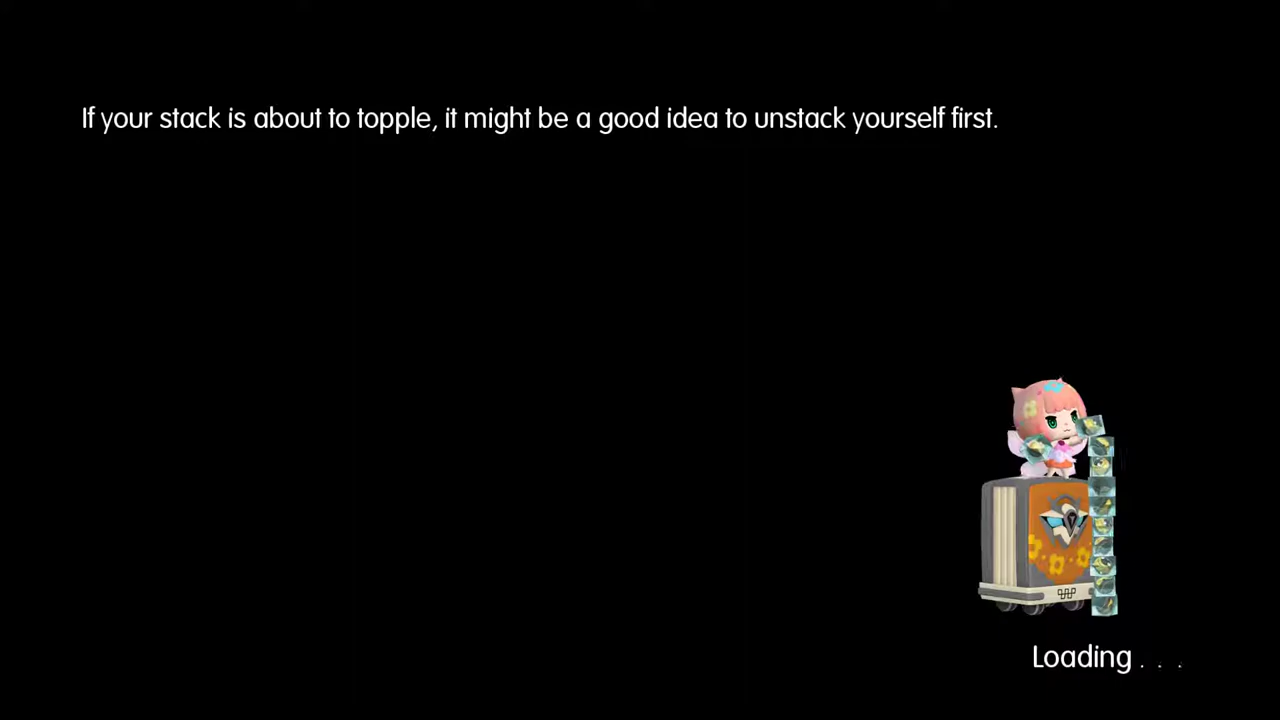 If your stack is about to topple, it might be a good idea to unstack yourself first.
Loading . . .